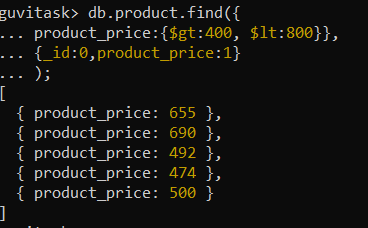 guvitask> db.product.find({
... product_price:{$gt:400, $lt:800}},
... {_id:0,product_price:1}
... );
[
  { product_price: 655 },
  { product_price: 690 },
  { product_price: 492 },
  { product_price: 474 },
  { product_price: 500 }
]